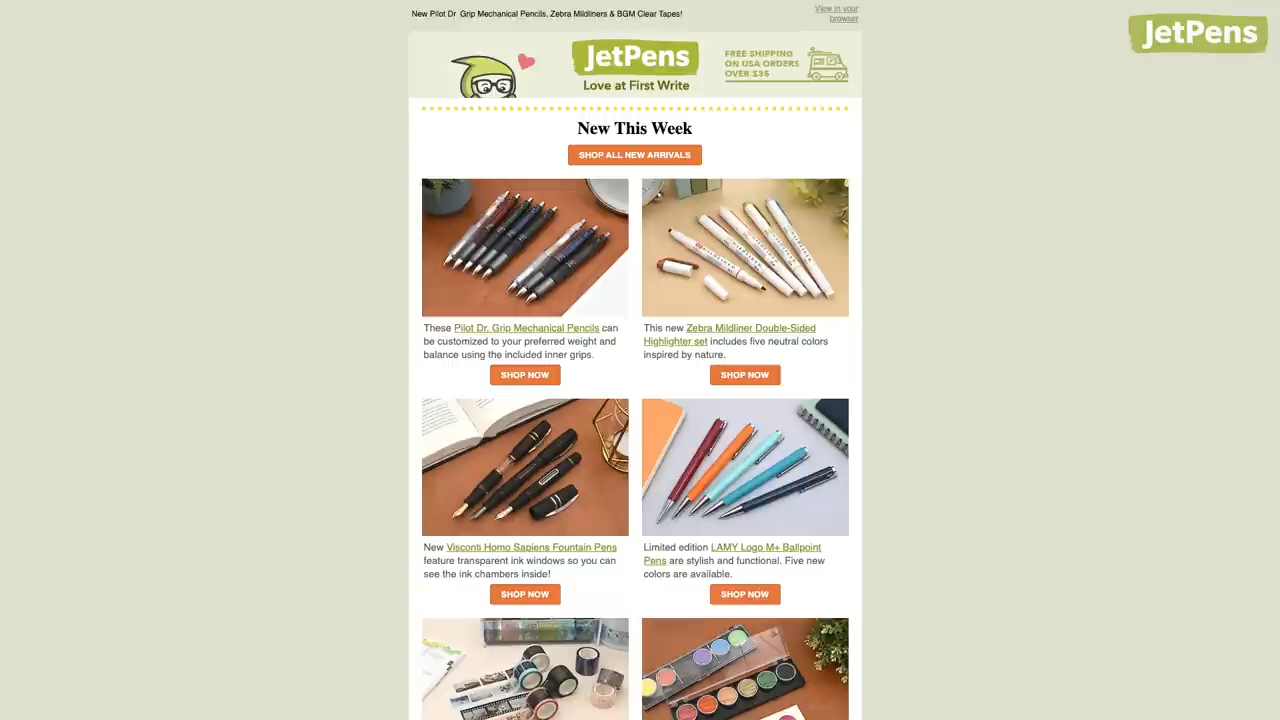 New Pilot Dr Grip Mechanical Pencils, Zebra Mildliners & BGM Clear Tapes!
View in your
browser
JetPens
JetPens
Love at First Write
FREE SHIPPING
ON USA ORDERS
OVER $35
New This Week
SHOP ALL NEW ARRIVALS
These Pilot Dr. Grip Mechanical Pencils can
be customized to your preferred weight and
balance using the included inner grips.
SHOP NOW
This new Zebra Mildliner Double-Sided
Highlighter set includes five neutral colors
inspired by nature.
SHOP NOW
New Visconti Homo Sapiens Fountain Pens
feature transparent ink windows so you can
see the ink chambers inside!
SHOP NOW
Limited edition LAMY Logo M+ Ballpoint
Pens are stylish and functional. Five new
colors are available.
SHOP NOW